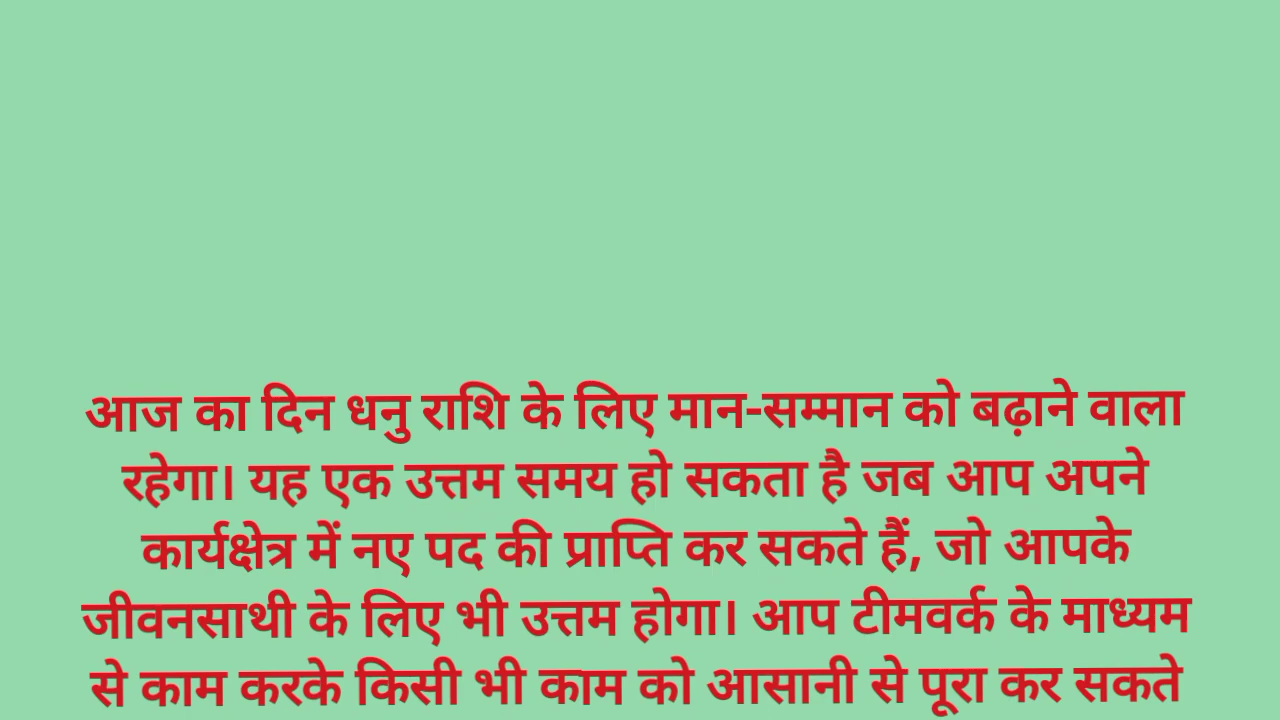 आज का दिन धनु राशि के लिए मान-सम्मान को बढ़ाने वाला
रहेगा। यह एक उत्तम समय हो सकता है जब आप अपने
कार्यक्षेत्र में नए पद की प्राप्ति कर सकते हैं, जो आपके
जीवनसाथी के लिए भी उत्तम होगा। आप टीमवर्क के माध्यम
से काम करके किसी भी काम को आसानी से पूरा कर सकते